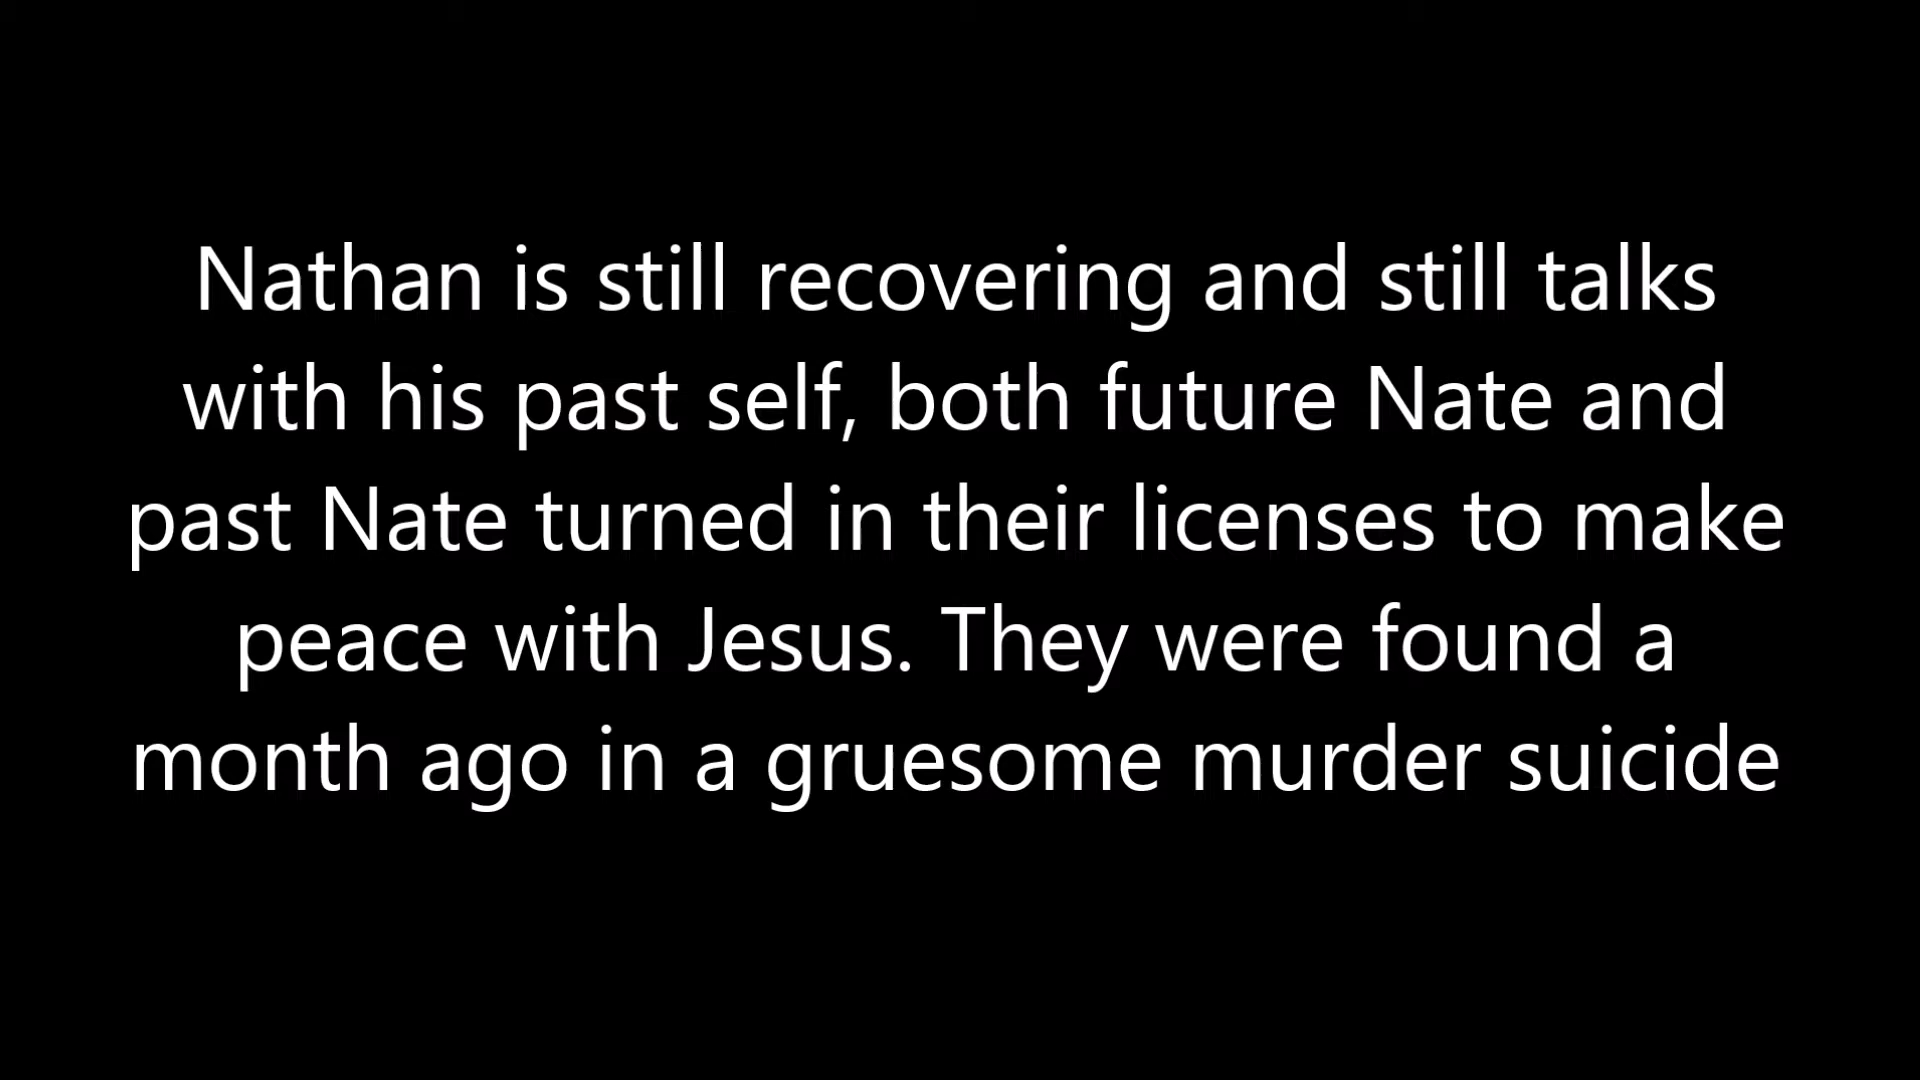 Nathan is still recovering and still talks
with his past self, both future Nate and
past Nate turned in their licenses to make
peace with Jesus. They were found a
month ago in a gruesome murder suicide